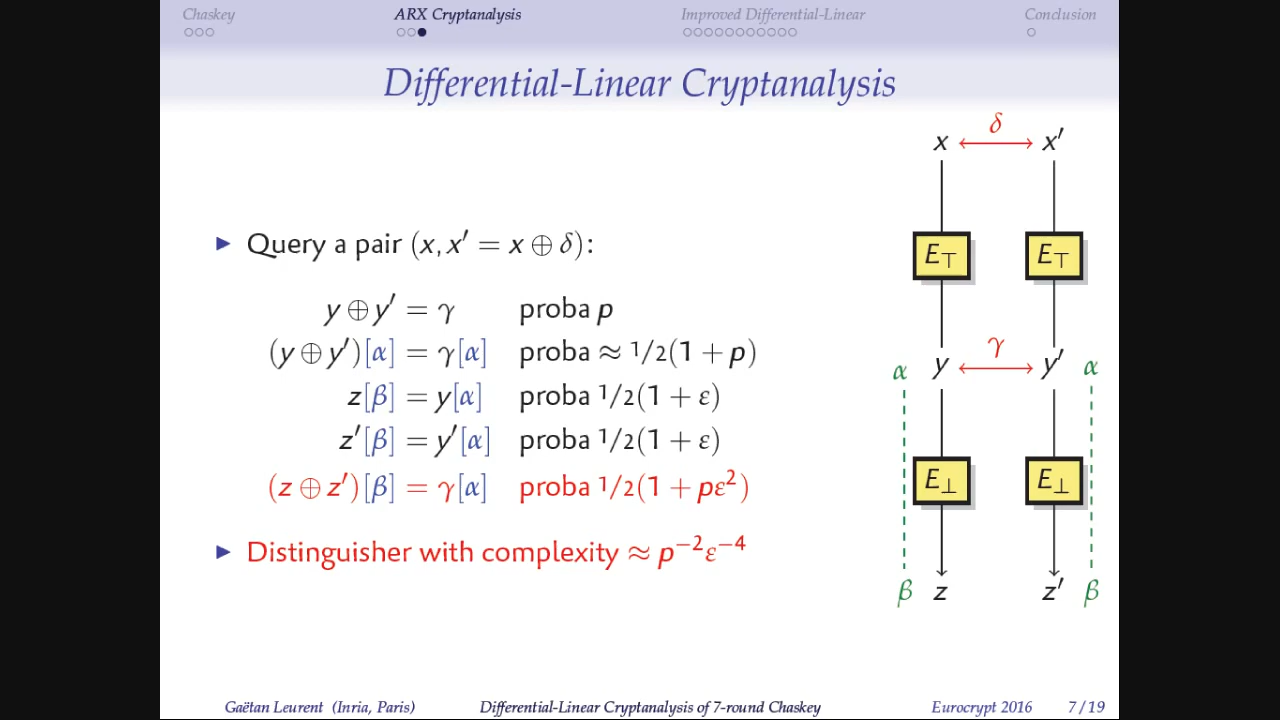 Chaskey ARX Cryptanalysis Improved Differential-Linear Conclusion
Differential-Linear Cryptanalysis
Query a pair (x, x′ = x ⊕ δ):
y ⊕ y′ = γ proba p
(y ⊕ y′)[α] = γ[α] proba ≈ 1/2(1 + p)
z[β] = y[α] proba 1/2(1 + ε)
z′[β] = y′[α] proba 1/2(1 + ε)
(z ⊕ z′)[β] = γ[α] proba 1/2(1 + pε²)
Distinguisher with complexity ≈ p⁻²ε⁻⁴
δ
x x′
E⊤ E⊤
γ
α y y′ α
E⊥ E⊥
β z z′ β
Gaëtan Leurent (Inria, Paris) Differential-Linear Cryptanalysis of 7-round Chaskey Eurocrypt 2016 7 / 19